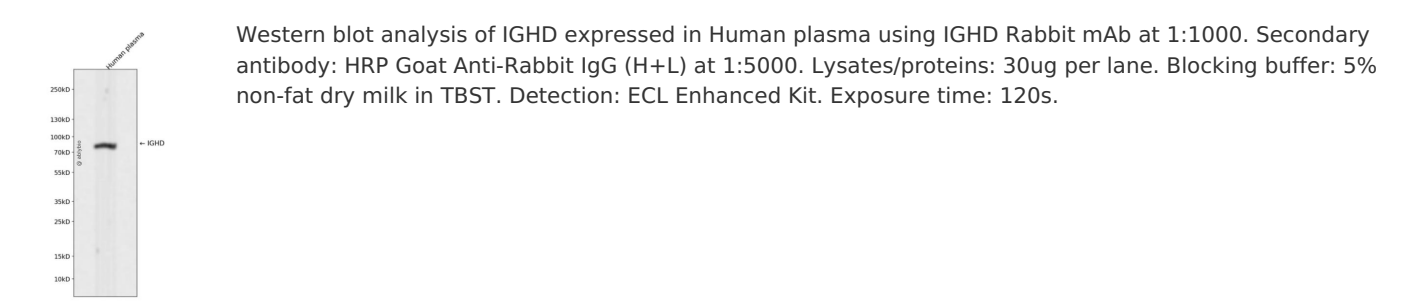 Human plasma
Western blot analysis of IGHD expressed in Human plasma using IGHD Rabbit mAb at 1:1000. Secondary
antibody: HRP Goat Anti-Rabbit IgG (H+L) at 1:5000. Lysates/proteins: 30ug per lane. Blocking buffer: 5%
non-fat dry milk in TBST. Detection: ECL Enhanced Kit. Exposure time: 120s.
250kD
130kD
100kD
← IGHD
70kD
55kD
35kD
25kD
15kD
10kD